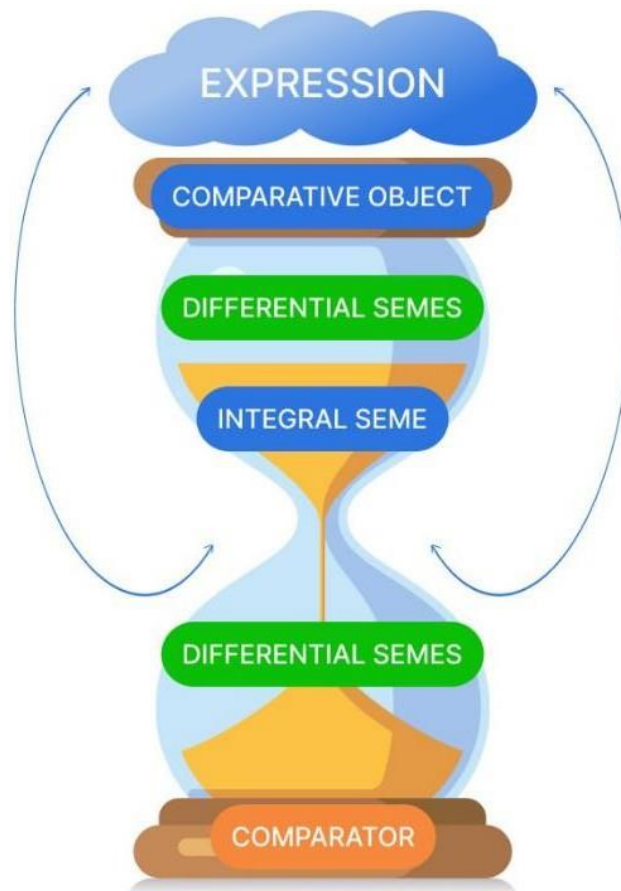 EXPRESSION
COMPARATIVE OBJECT
DIFFERENTIAL SEMES
INTEGRAL SEME
DIFFERENTIAL SEMES
COMPARATOR